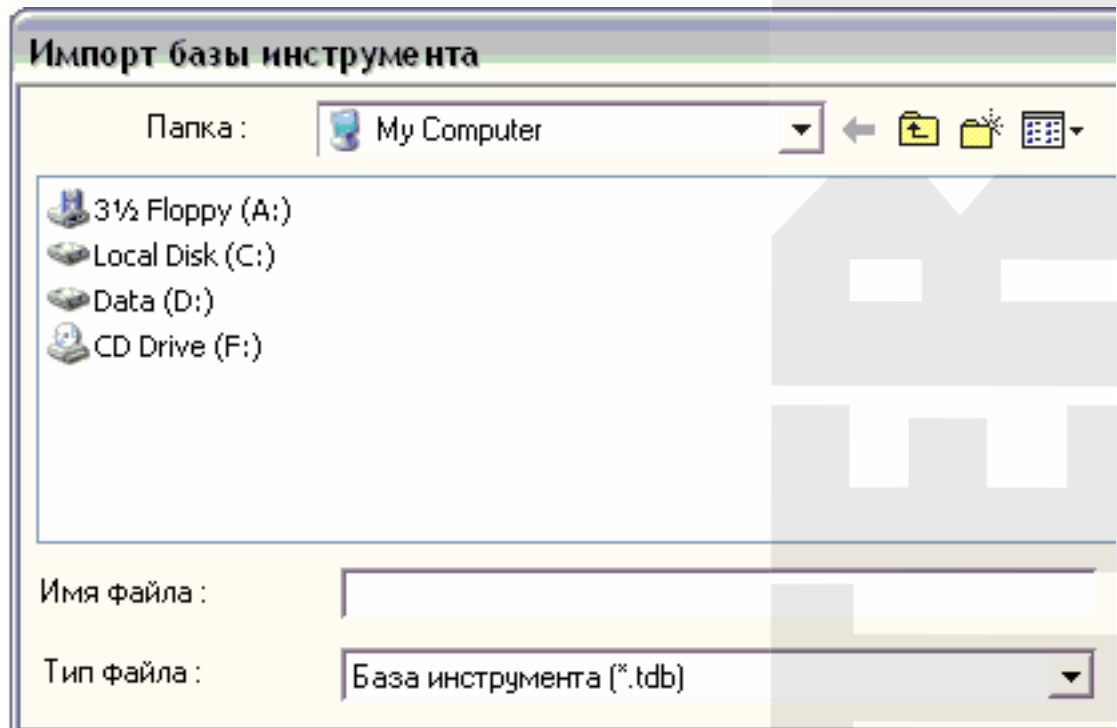 Импорт базы инструмента
Папка : My Computer
3½ Floppy (A:)
Local Disk (C:)
Data (D:)
CD Drive (F:)
Имя файла :
Тип файла : База инструмента (*.tdb)